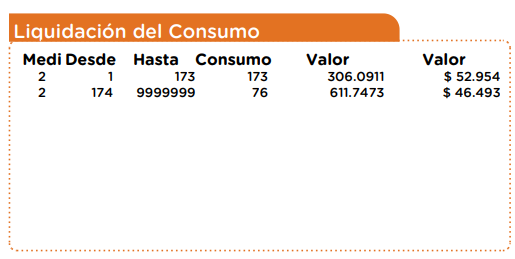 Liquidación del Consumo
Medi Desde Hasta Consumo Valor Valor
2 1 173 173 306.0911 $ 52.954
2 174 9999999 76 611.7473 $ 46.493